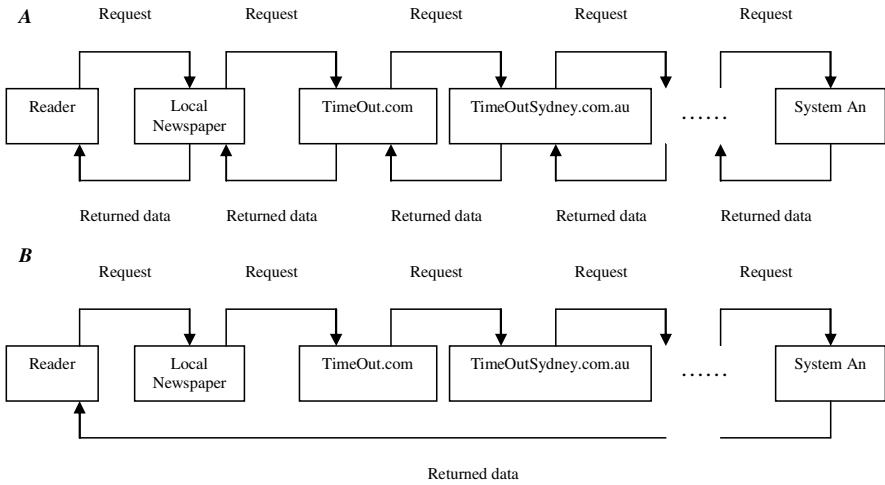 A
Request Request Request Request Request
Reader Local Newspaper TimeOut.com TimeOutSydney.com.au ...... System An
Returned data Returned data Returned data Returned data Returned data
B
Request Request Request Request Request
Reader Local Newspaper TimeOut.com TimeOutSydney.com.au ...... System An
Returned data